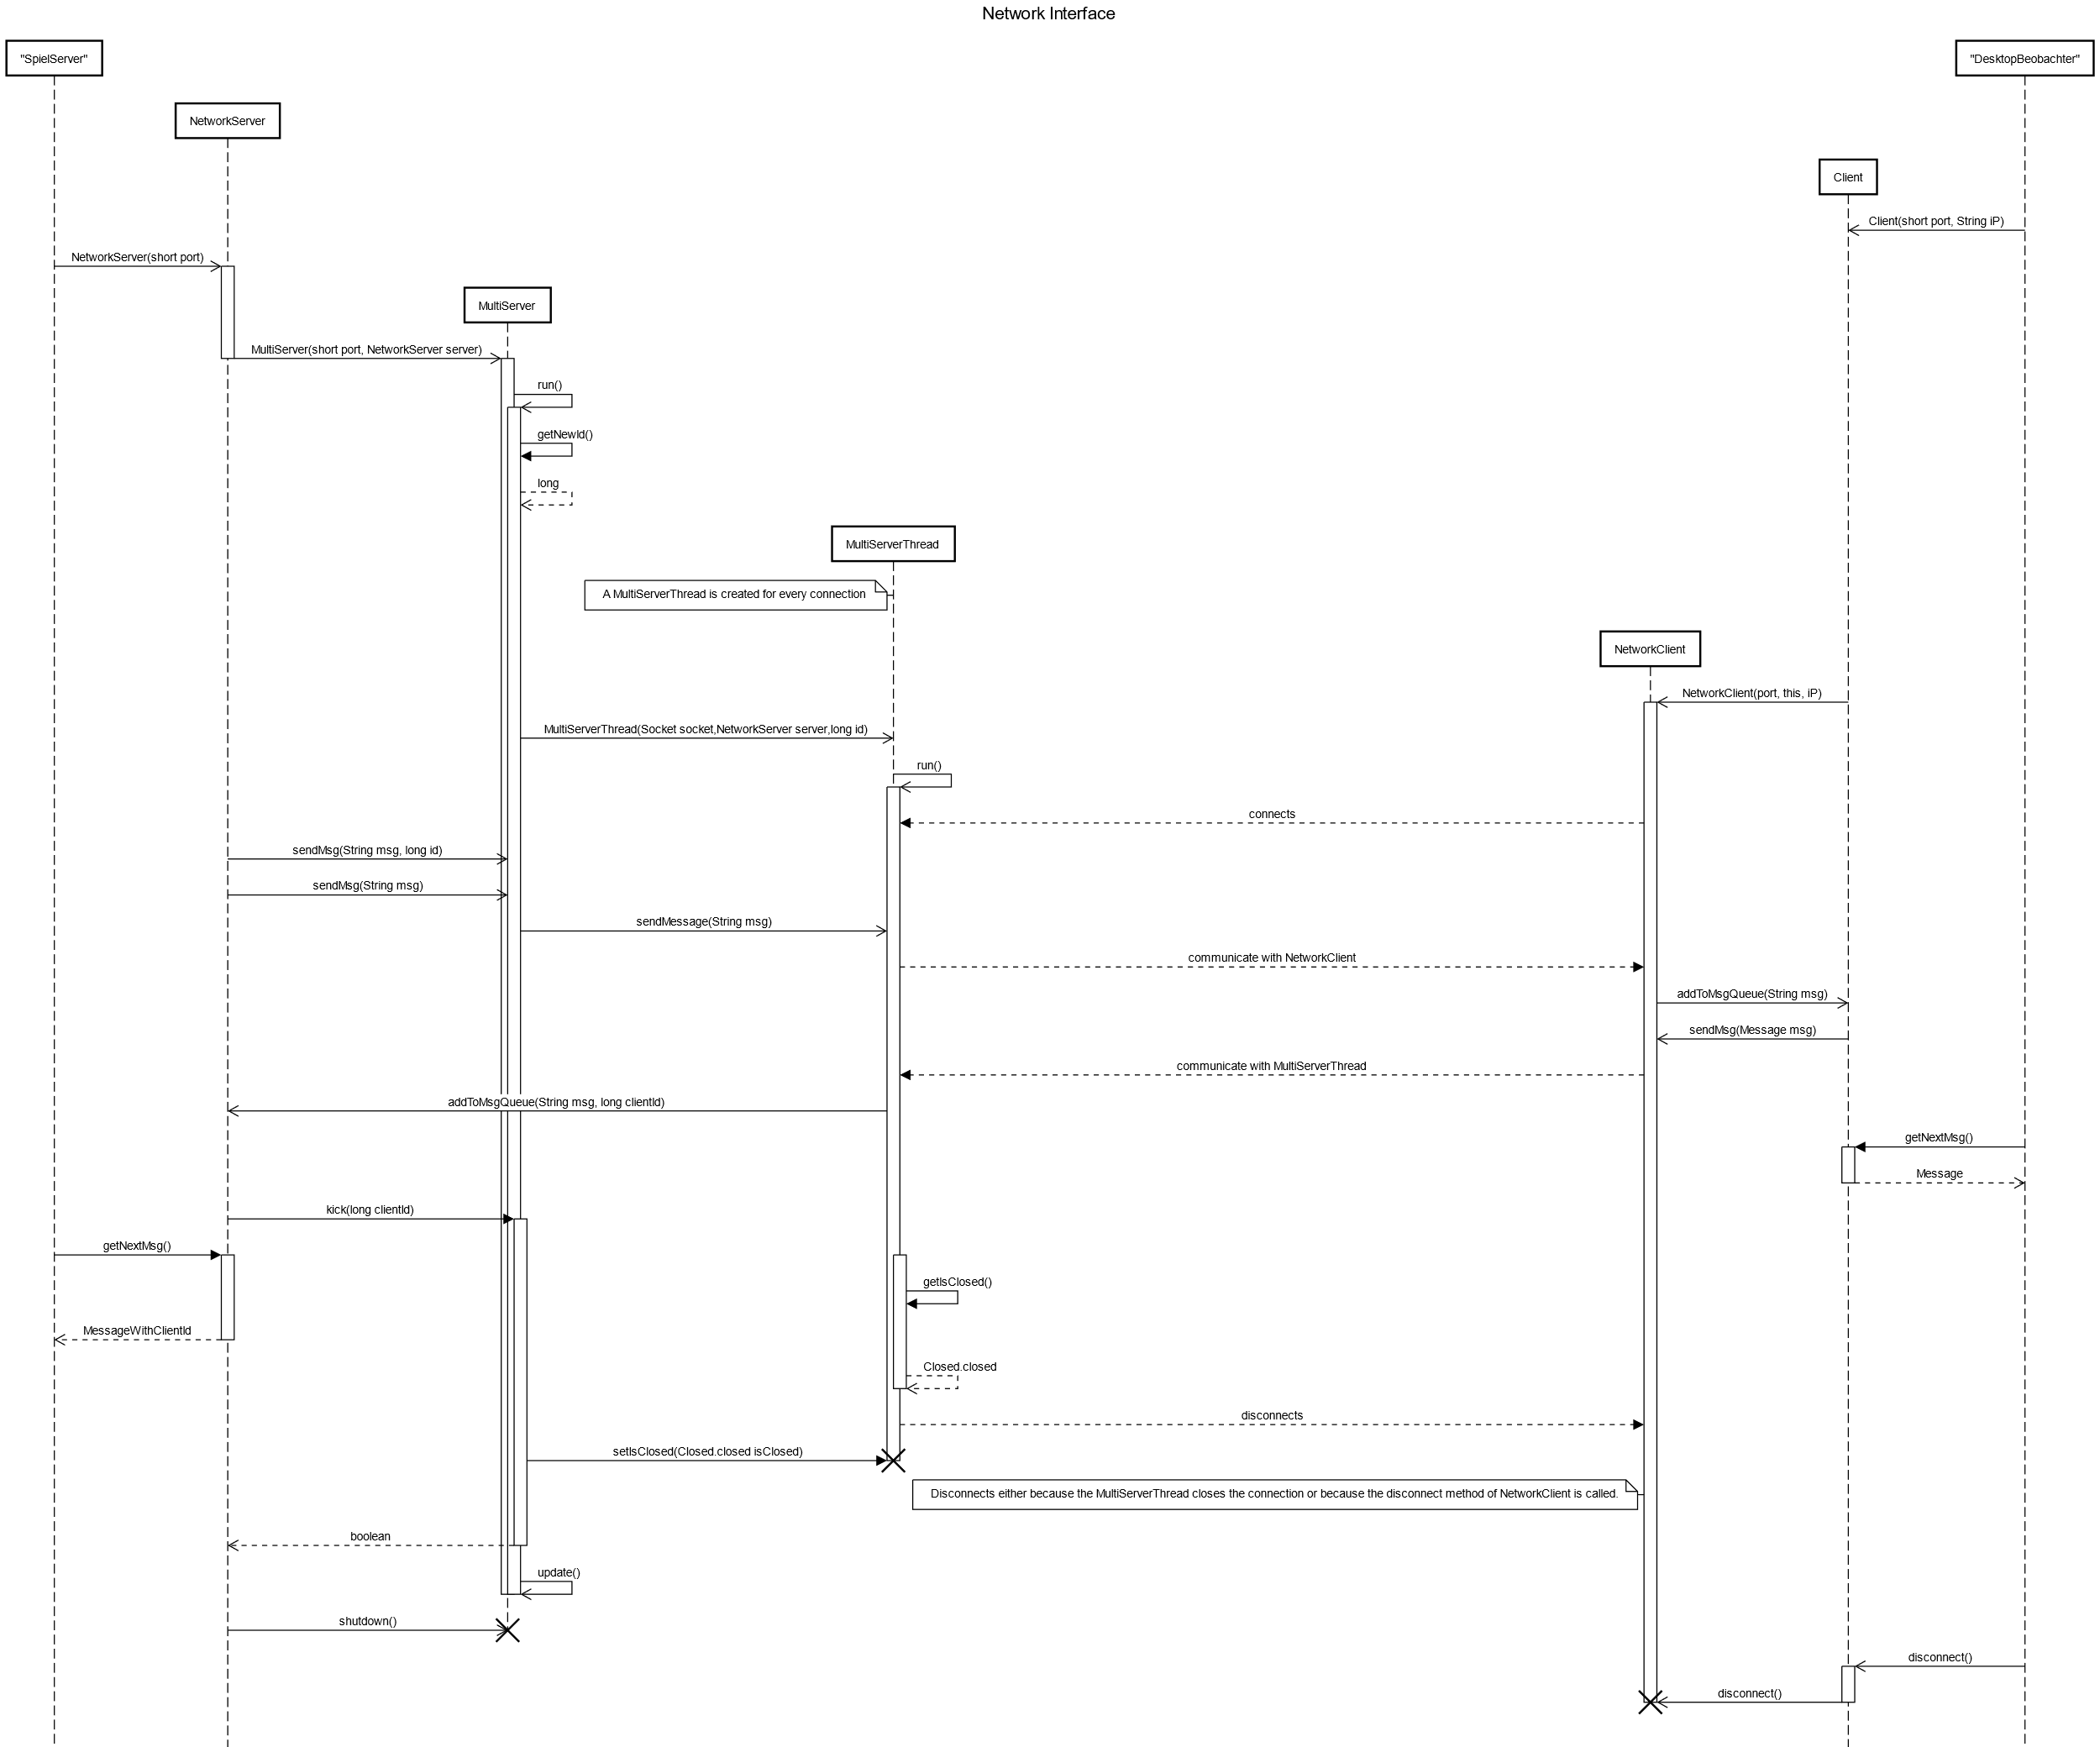 Network Interface
"SpielServer"
"DesktopBeobachter"
NetworkServer
Client
Client(short port, String iP)
NetworkServer(short port)
MultiServer
MultiServer(short port, NetworkServer server)
run()
getNewId()
long
MultiServerThread
A MultiServerThread is created for every connection
NetworkClient
NetworkClient(port, this, iP)
MultiServerThread(Socket socket,NetworkServer server,long id)
run()
connects
sendMsg(String msg, long id)
sendMsg(String msg)
sendMessage(String msg)
communicate with NetworkClient
addToMsgQueue(String msg)
sendMsg(Message msg)
communicate with MultiServerThread
addToMsgQueue(String msg, long clientId)
getNextMsg()
Message
kick(long clientId)
getNextMsg()
getIsClosed()
MessageWithClientId
Closed.closed
disconnects
setIsClosed(Closed.closed isClosed)
Disconnects either because the MultiServerThread closes the connection or because the disconnect method of NetworkClient is called.
boolean
update()
shutdown()
disconnect()
disconnect()